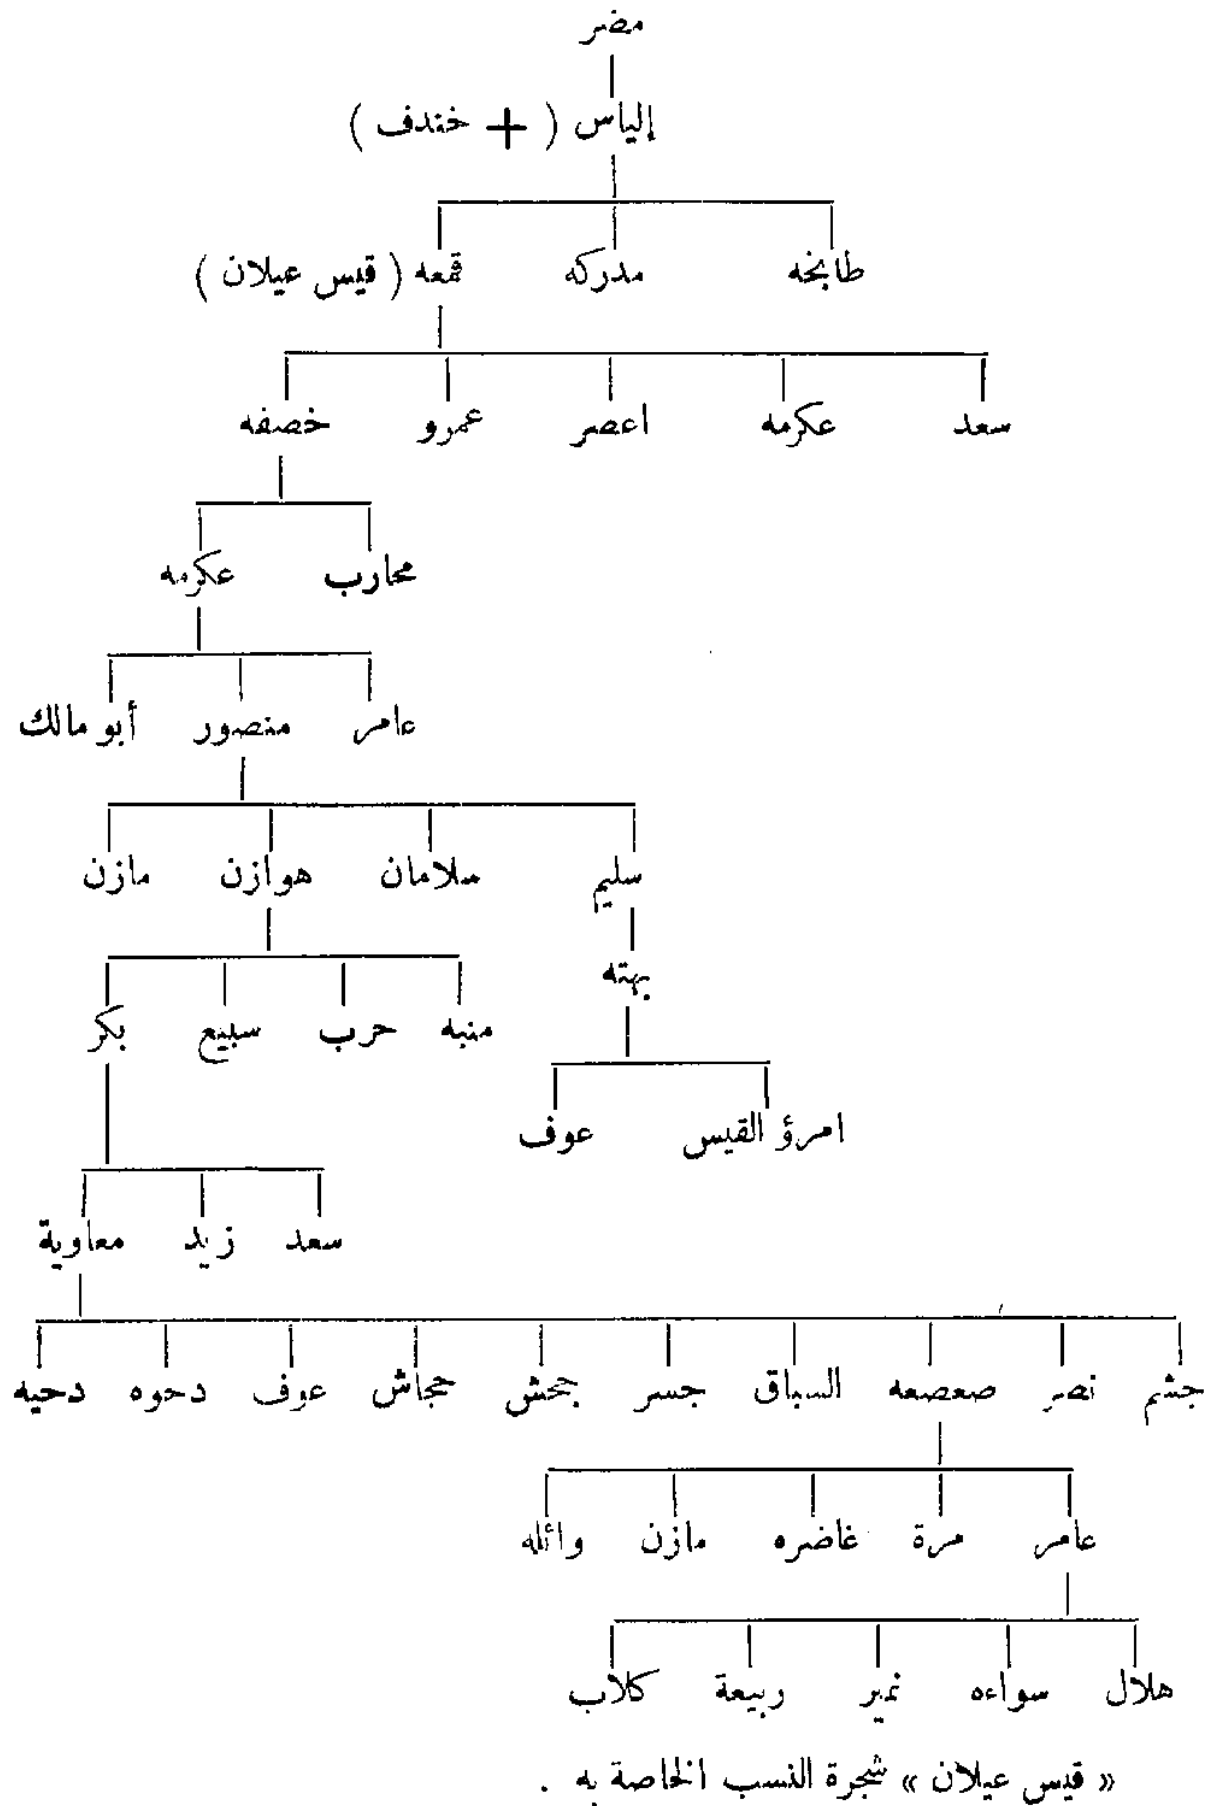 مضر
إلياس ( + خندف )
طابخه مدركه قمعه ( قيس عيلان )
سعد عكرمه اعصر عمرو خصفه
محارب عكرمه
عامر منصور أبو مالك
سليم ملامان هوازن مازن
بهته
منبه حرب سبيع بكر
امرؤ القيس عوف
سعد زيد معاوية
جشم نصر صعصعه السباق جسر جحش حجاش عوف دحوه دحيه
عامر مرة غاضره مازن وائله
هلال سواءه نمير ربيعة كلاب
« قيس عيلان » شجرة النسب الخاصة به .